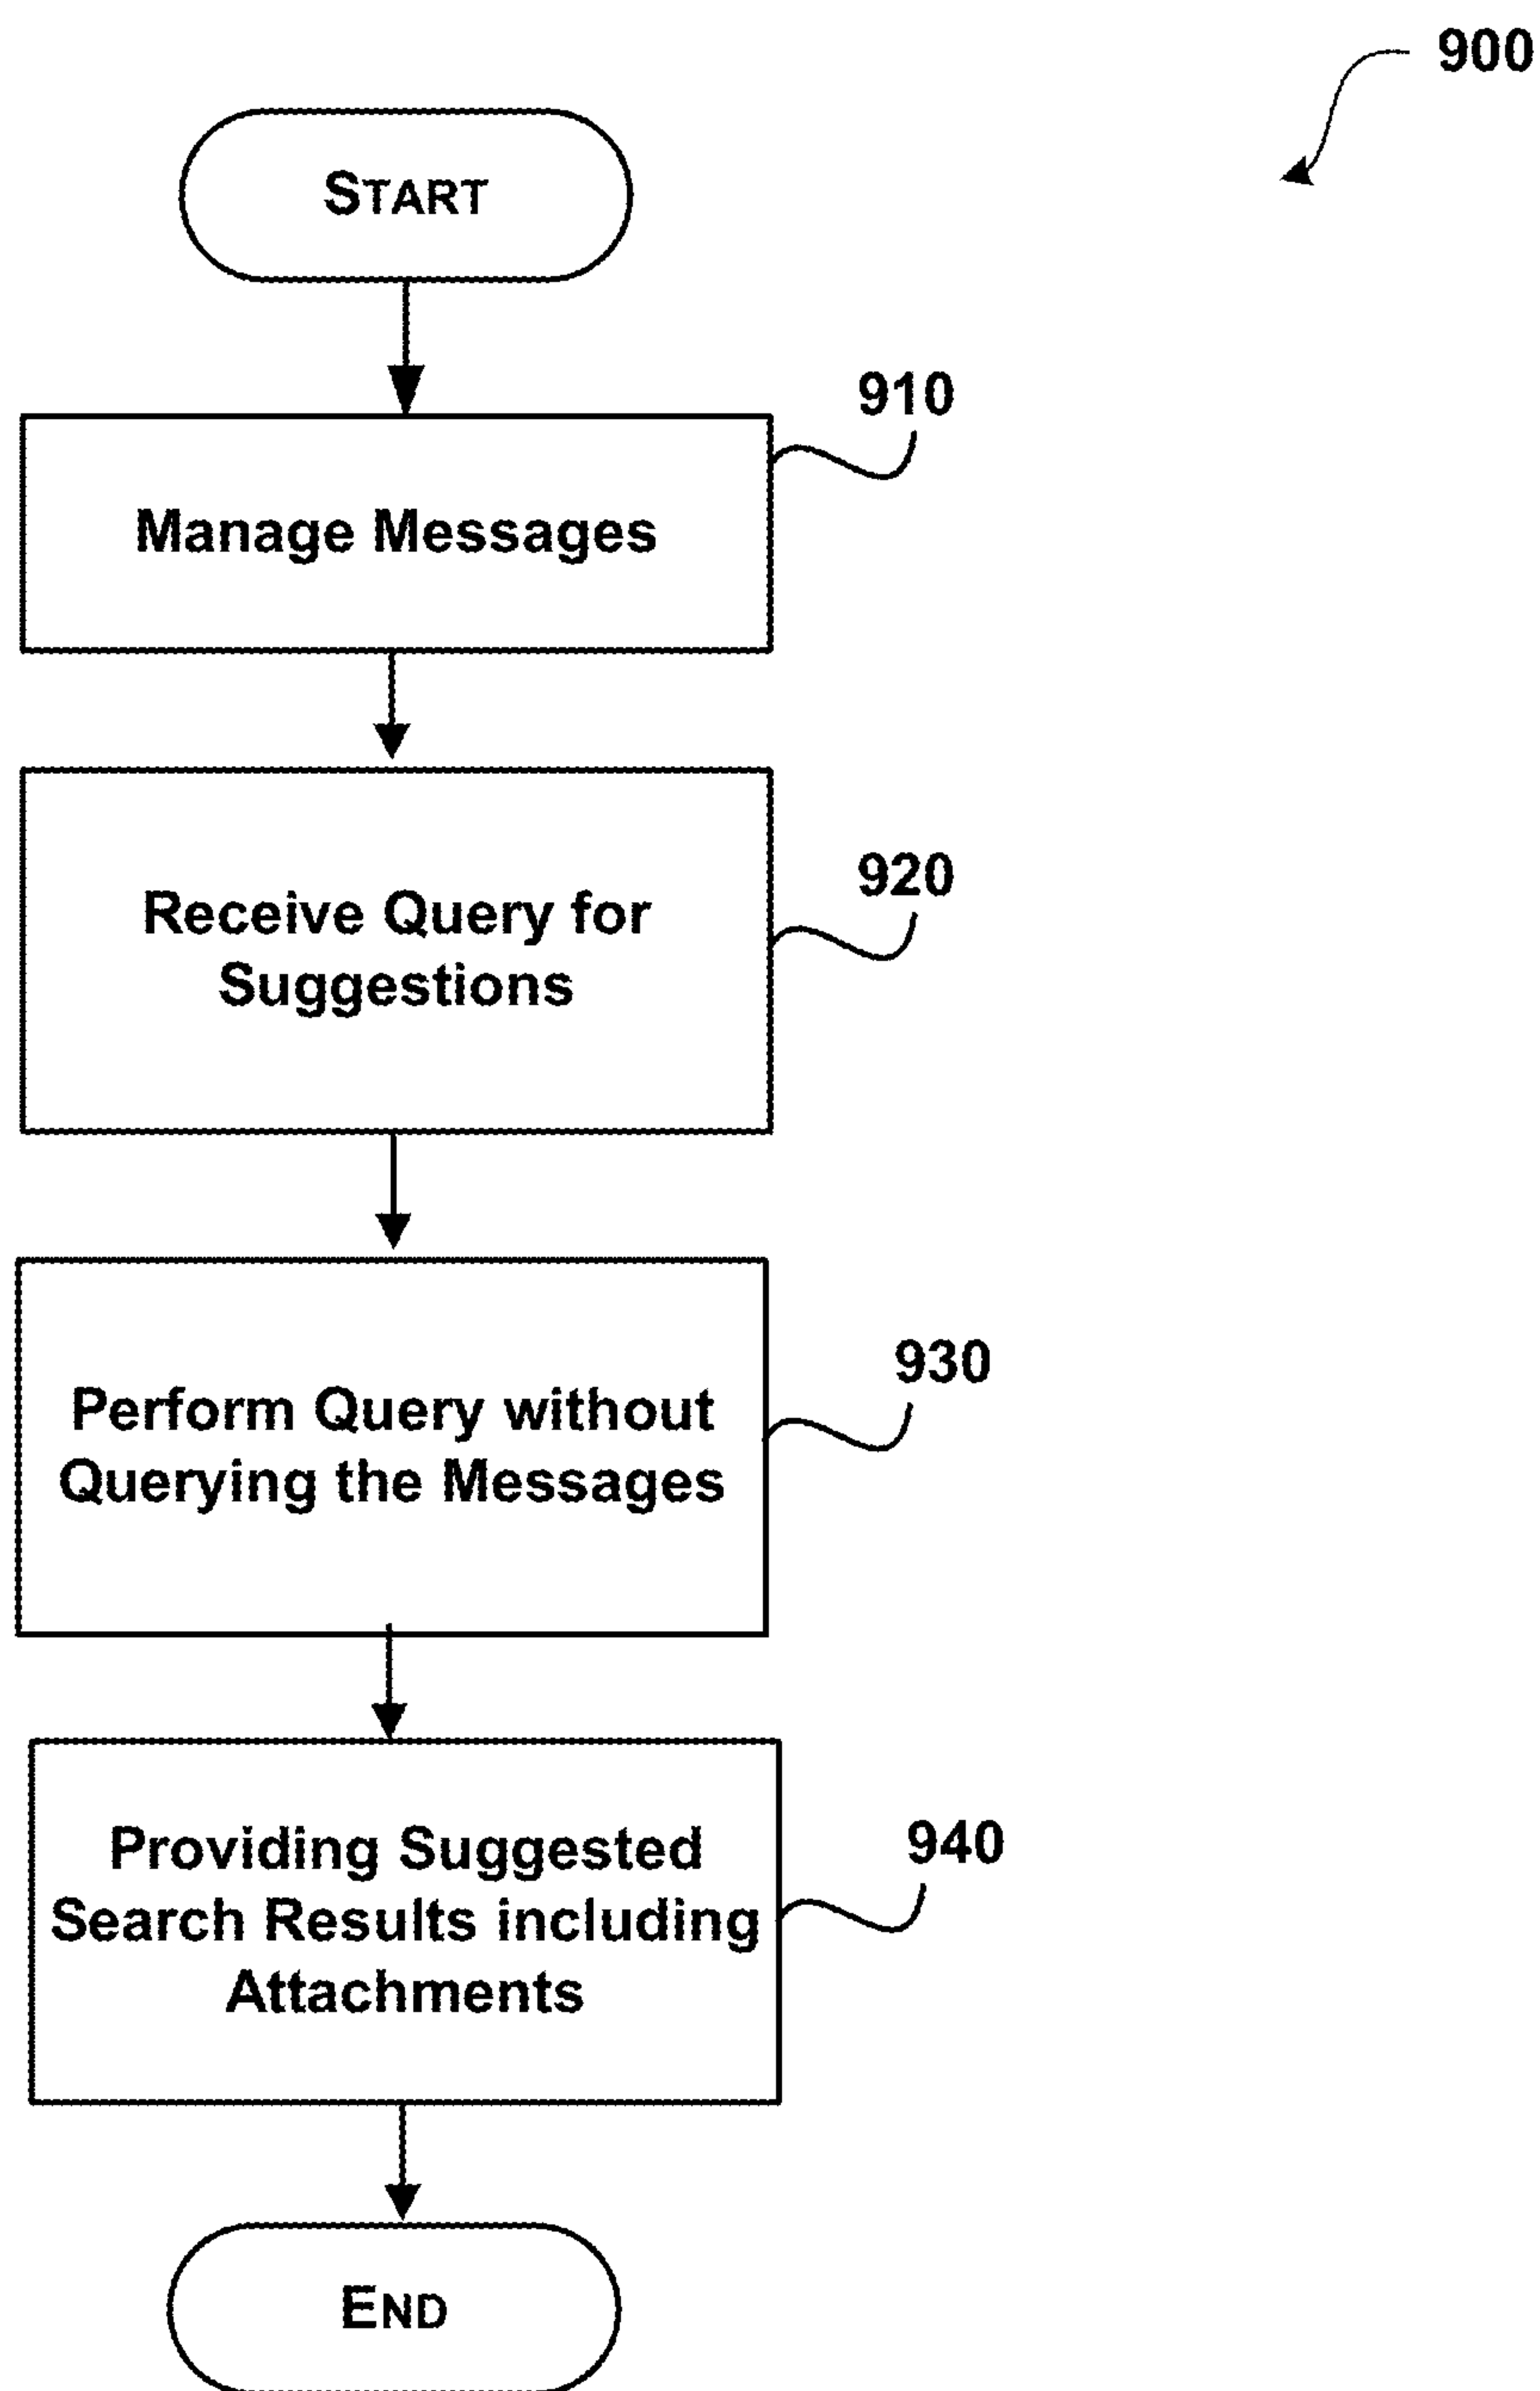 900
START
910
Manage Messages
920
Receive Query for
Suggestions
930
Perform Query without
Querying the Messages
940
Providing Suggested
Search Results including
Attachments
END